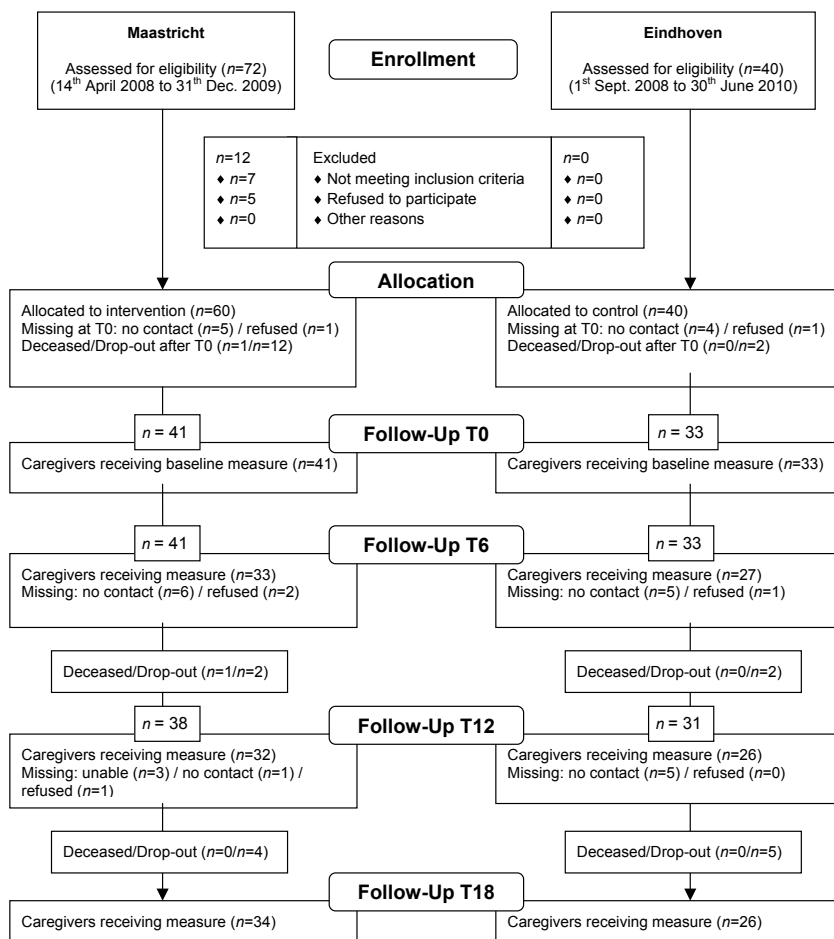 Maastricht
Assessed for eligibility (n=72)
(14th April 2008 to 31th Dec. 2009)
Enrollment
Eindhoven
Assessed for eligibility (n=40)
(1st Sept. 2008 to 30th June 2010)
n=12 Excluded n=0
♦ n=7 ♦ Not meeting inclusion criteria ♦ n=0
♦ n=5 ♦ Refused to participate ♦ n=0
♦ n=0 ♦ Other reasons ♦ n=0
Allocation
Allocated to intervention (n=60)
Missing at T0: no contact (n=5) / refused (n=1)
Deceased/Drop-out after T0 (n=1/n=12)
Allocated to control (n=40)
Missing at T0: no contact (n=4) / refused (n=1)
Deceased/Drop-out after T0 (n=0/n=2)
n = 41
Follow-Up T0
n = 33
Caregivers receiving baseline measure (n=41)
Caregivers receiving baseline measure (n=33)
n = 41
Follow-Up T6
n = 33
Caregivers receiving measure (n=33)
Missing: no contact (n=6) / refused (n=2)
Caregivers receiving measure (n=27)
Missing: no contact (n=5) / refused (n=1)
Deceased/Drop-out (n=1/n=2)
Deceased/Drop-out (n=0/n=2)
n = 38
Follow-Up T12
n = 31
Caregivers receiving measure (n=32)
Missing: unable (n=3) / no contact (n=1) /
refused (n=1)
Caregivers receiving measure (n=26)
Missing: no contact (n=5) / refused (n=0)
Deceased/Drop-out (n=0/n=4)
Deceased/Drop-out (n=0/n=5)
Follow-Up T18
Caregivers receiving measure (n=34)
Caregivers receiving measure (n=26)